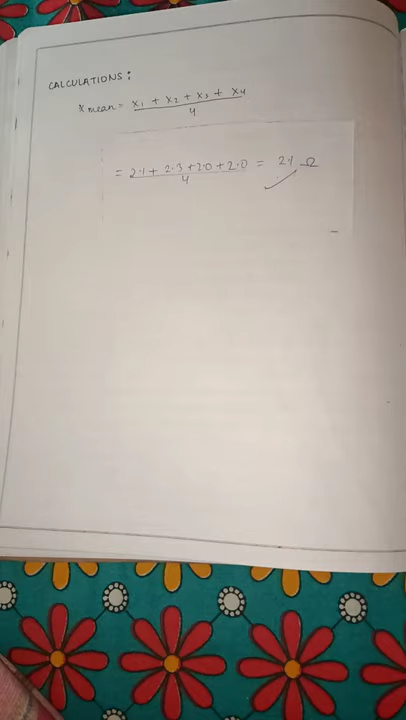 CALCULATIONS:
X mean = X1 + X2 + X3 + X4
4
= 2.1 + 2.3 + 2.0 + 2.0 = 2.1 Ω
4